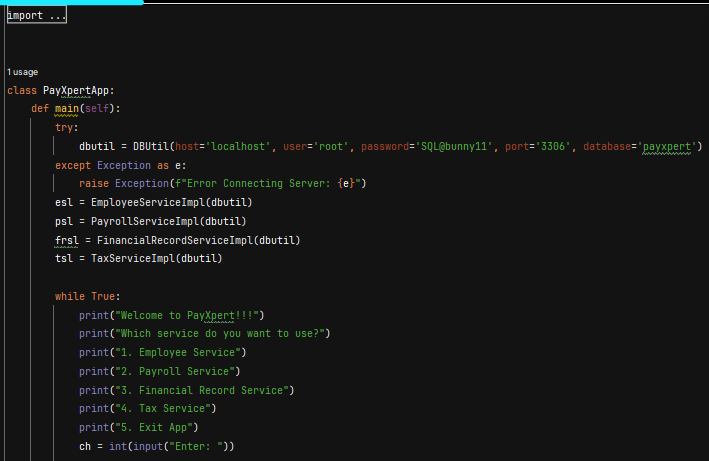 import ...
1 usage
class PayXpertApp:
    def main(self):
        try:
            dbutil = DBUtil(host='localhost', user='root', password='SQL@bunny11', port='3306', database='payxpert')
        except Exception as e:
            raise Exception(f"Error Connecting Server: {e}")
        esl = EmployeeServiceImpl(dbutil)
        psl = PayrollServiceImpl(dbutil)
        frsl = FinancialRecordServiceImpl(dbutil)
        tsl = TaxServiceImpl(dbutil)

        while True:
            print("Welcome to PayXpert!!!")
            print("Which service do you want to use?")
            print("1. Employee Service")
            print("2. Payroll Service")
            print("3. Financial Record Service")
            print("4. Tax Service")
            print("5. Exit App")
            ch = int(input("Enter: "))